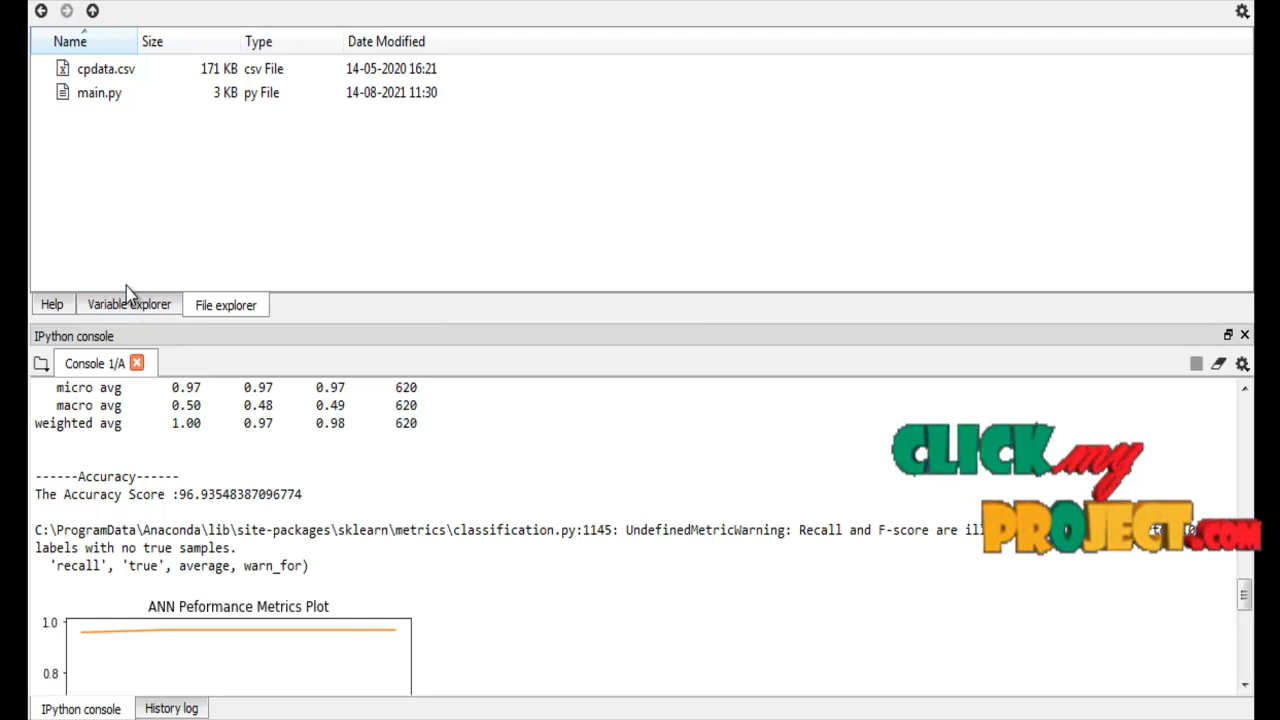 Name Size Type Date Modified
cpdata.csv 171 KB csv File 14-05-2020 16:21
main.py 3 KB py File 14-08-2021 11:30
Help Variable explorer File explorer
IPython console
Console 1/A
micro avg 0.97 0.97 0.97 620
macro avg 0.50 0.48 0.49 620
weighted avg 1.00 0.97 0.98 620
------Accuracy------
The Accuracy Score :96.93548387096774
C:\ProgramData\Anaconda\lib\site-packages\sklearn\metrics\classification.py:1145: UndefinedMetricWarning: Recall and F-score are
labels with no true samples.
'recall', 'true', average, warn_for)
CLICK my
PROJECT.COM
ANN Peformance Metrics Plot
1.0
0.8
IPython console History log